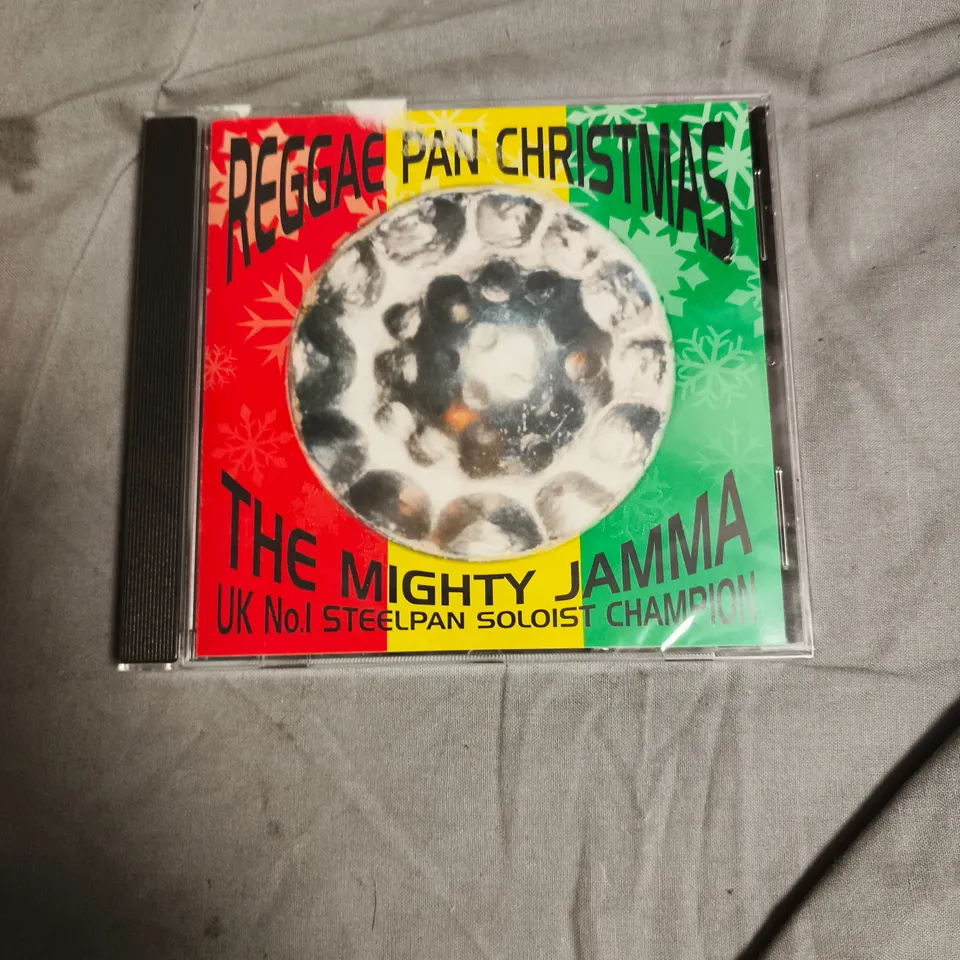 REGGAE PAN CHRISTMAS
THE MIGHTY JAMMA
UK No.1 STEELPAN SOLOIST CHAMPION